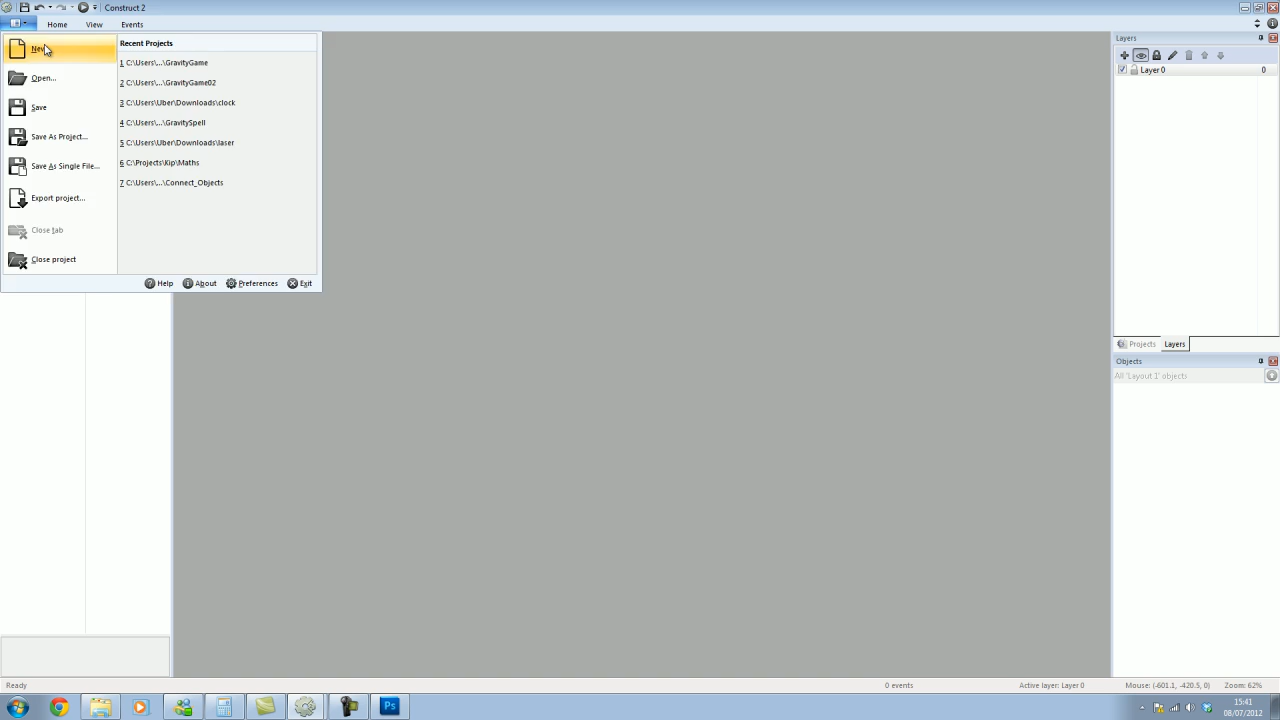 Construct 2
Home View Events
New
Open...
Save
Save As Project...
Save As Single File...
Export project...
Close tab
Close project
Recent Projects
1 C:\Users\...\GravityGame
2 C:\Users\...\GravityGame02
3 C:\Users\Uber\Downloads\clock
4 C:\Users\...\GravitySpell
5 C:\Users\Uber\Downloads\laser
6 C:\Projects\Kip\Maths
7 C:\Users\...\Connect_Objects
Help About Preferences Exit
Layers
Layer 0 0
Projects Layers
Objects
All 'Layout 1' objects
Ready 0 events Active layer: Layer 0 Mouse: (-601.1, -420.5, 0) Zoom: 62%
Ps
15:41
08/07/2012